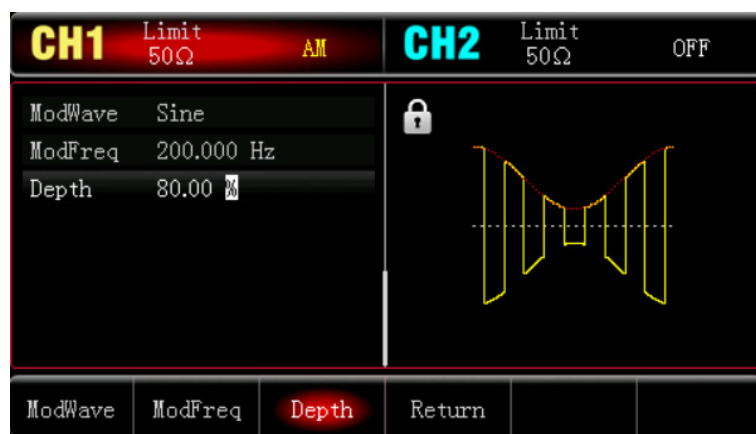 CH1 Limit 50Ω AM CH2 Limit 50Ω OFF
ModWave Sine
ModFreq 200.000 Hz
Depth 80.00 %
ModWave ModFreq Depth Return